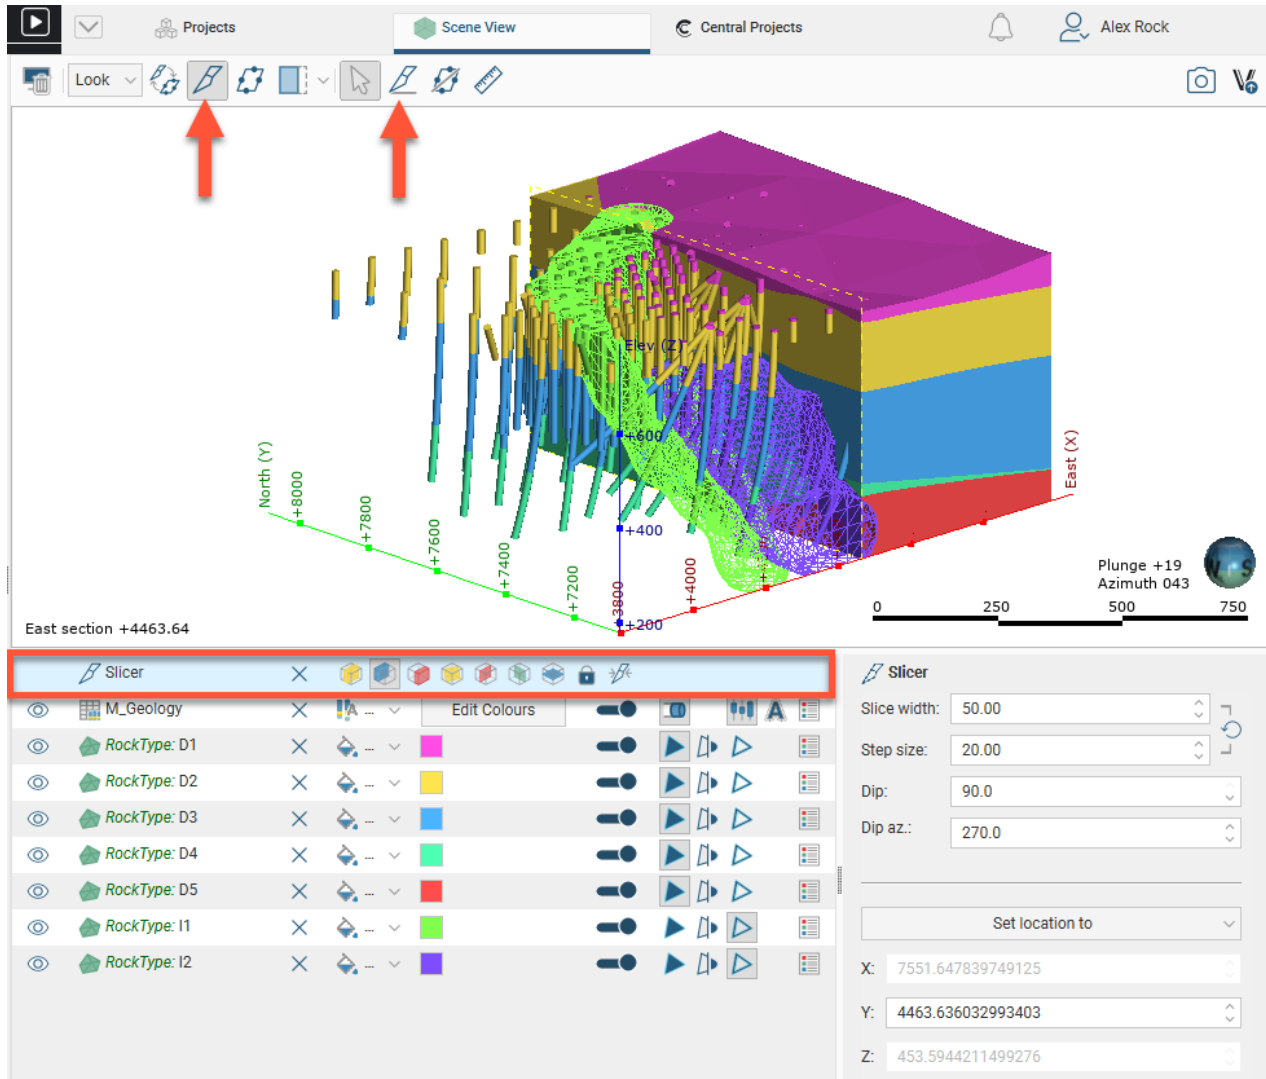 Projects
Scene View
Central Projects
Alex Rock
Look
Elev (Z)
+600
+400
+200
North (Y)
+8000
+7800
+7600
+7400
+7200
East (X)
+3800
+4000
Plunge +19
Azimuth 043
0 250 500 750
East section +4463.64
Slicer
M_Geology
... Edit Colours
RockType: D1
RockType: D2
RockType: D3
RockType: D4
RockType: D5
RockType: I1
RockType: I2
Slicer
Slice width: 50.00
Step size: 20.00
Dip: 90.0
Dip az.: 270.0
Set location to
X: 7551.647839749125
Y: 4463.636032993403
Z: 453.5944211499276